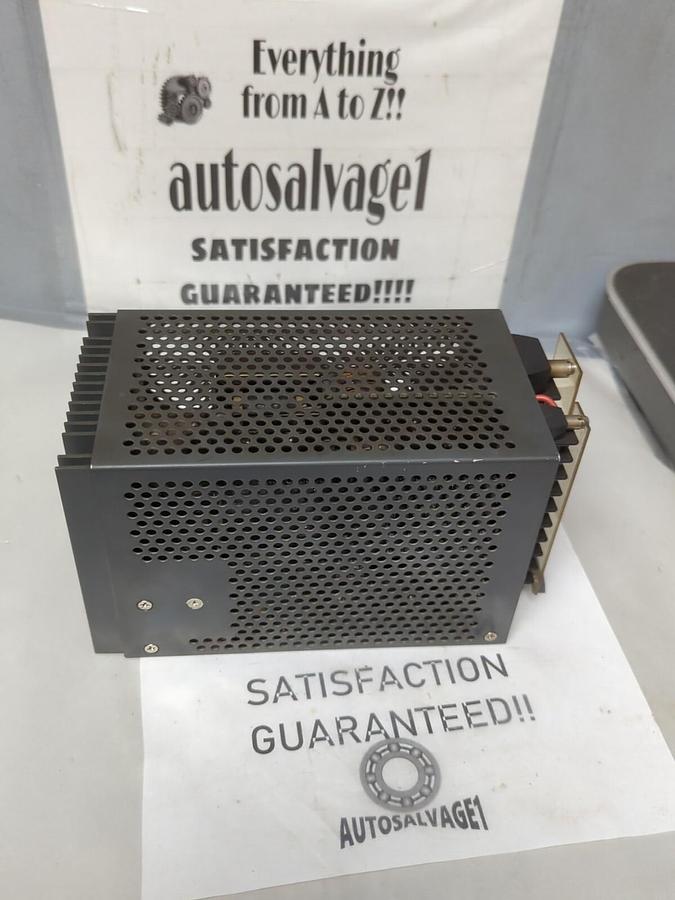 Everything
from A to Z!!
autosalvage1
SATISFACTION
GUARANTEED!!!!
SATISFACTION
GUARANTEED!!
AUTOSALVAGE1